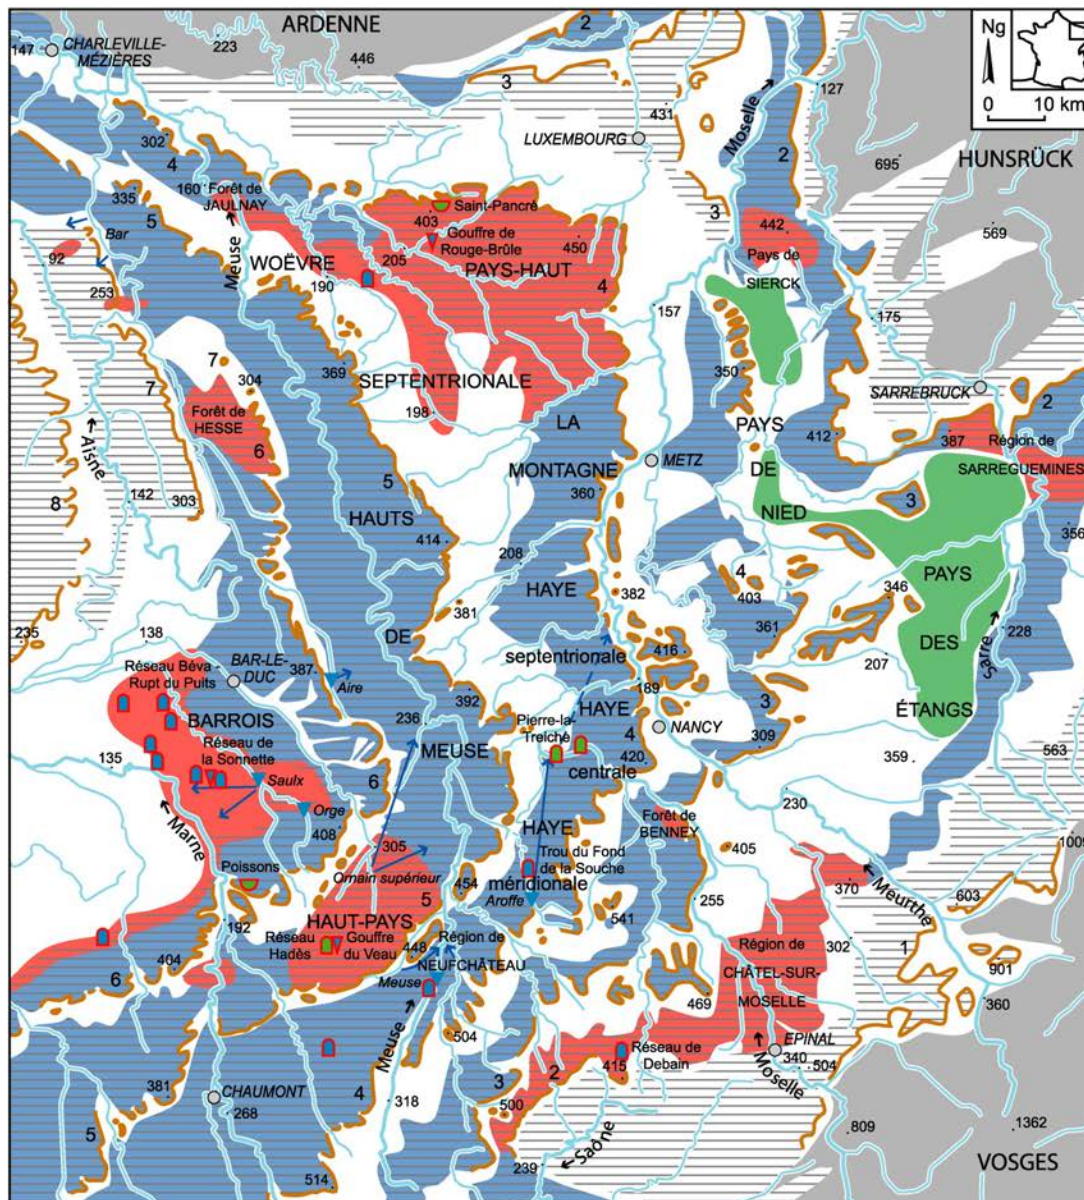 ARDENNE
147
CHARLEVILLE-
MÉZIÈRES
223
446
2
3
Ng
0 10 km
431
Moselle
127
LUXEMBOURG
302
4
2
695
HUNSRÜCK
160
Forêt de
JAULNAY
335
5
3
Saint-Pancré
403
Gouffre de
Rouge-Brûle
442
Pays de
SIERCK
569
Bar
92
Meuse
WOËVRE
205
450
PAYS-HAUT
190
4
253
157
175
7
7
304
369
350
SARREBRUCK
SEPTENTRIONALE
Forêt de
HESSE
6
198
LA
PAYS
412
387
2
Région de
SARREGUEMINES
Aisne
METZ
MONTAGNE
DE
8
142
303
5
360
NIED
3
HAUTS
414
208
356
HAYE
4
403
346
PAYS
381
382
235
138
DE
361
DES
228
Sarre
Réseau Béva-
Rupt du Puits
BAR-LE-
DUC
387
septentrionale
416
207
Aire
392
189
3
ÉTANGS
BARROIS
236
Pierre-la-
Treiche
HAYE
4
NANCY
309
Réseau de
la Sonnette
MEUSE
359
563
135
6
centrale
420
Saulx
Orge
230
Marne
408
HAYE
Forêt de
BENNEY
305
Trou du Fond
de la Souche
405
1009
Poissons
Ornain supérieur
454
méridionale
370
Meurthe
5
Aroffe
255
603
HAUT-PAYS
541
192
Réseau
Hadès
Gouffre
du Veau
448
Région de
NEUFCHÂTEAU
Région de
302
1
404
Meuse
CHÂTEL-SUR-
901
6
469
MOSELLE
360
Meuse
504
EPINAL
2
Réseau de
Debain
340
504
415
Moselle
381
3
CHAUMONT
4
318
500
268
809
1362
5
Saône
239
514
VOSGES